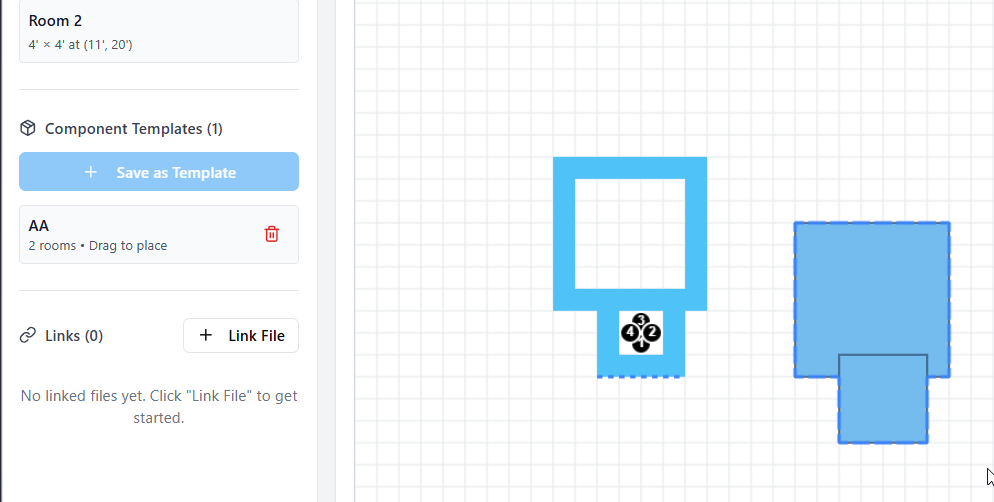 Room 2
4' × 4' at (11', 20')
Component Templates (1)
+ Save as Template
AA
2 rooms • Drag to place
Links (0)
+ Link File
No linked files yet. Click "Link File" to get
started.
3
4 2
1